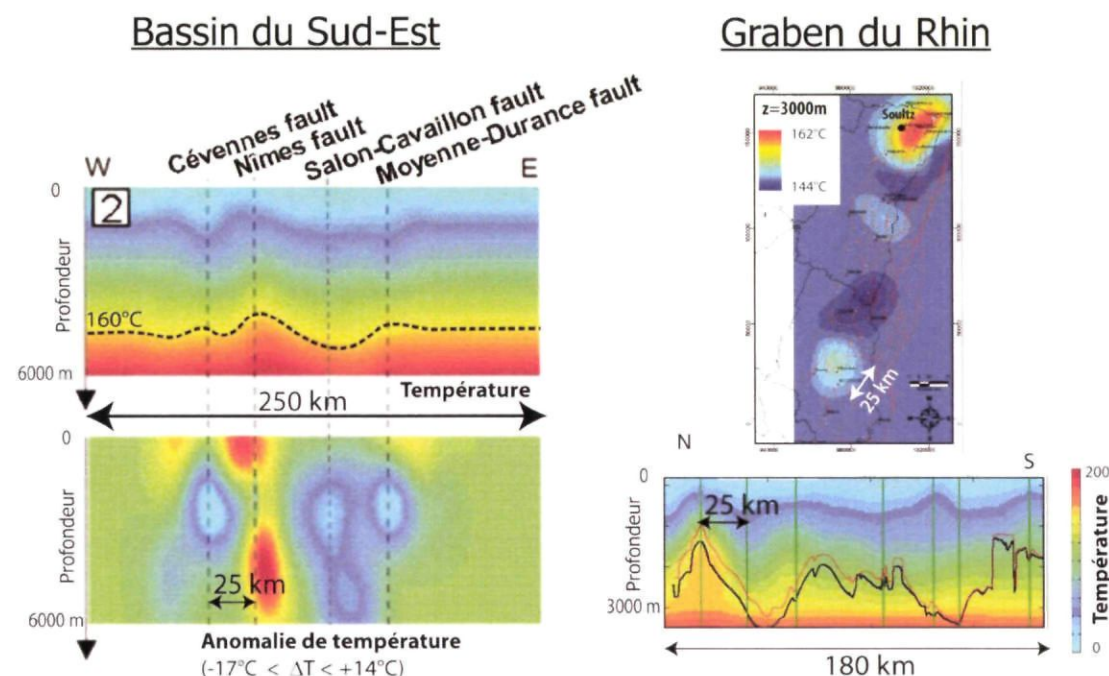 Bassin du Sud-Est
Cévennes fault
Nîmes fault
Salon-Cavaillon fault
Moyenne-Durance fault
W
E
0
2
Profondeur
160°C
6000 m
Température
250 km
0
Profondeur
25 km
6000 m
Anomalie de température
(-17°C < ΔT < +14°C)
Graben du Rhin
z=3000m
162°C
144°C
Soultz
25 km
N
S
0
25 km
Profondeur
3000 m
180 km
200
Température
0